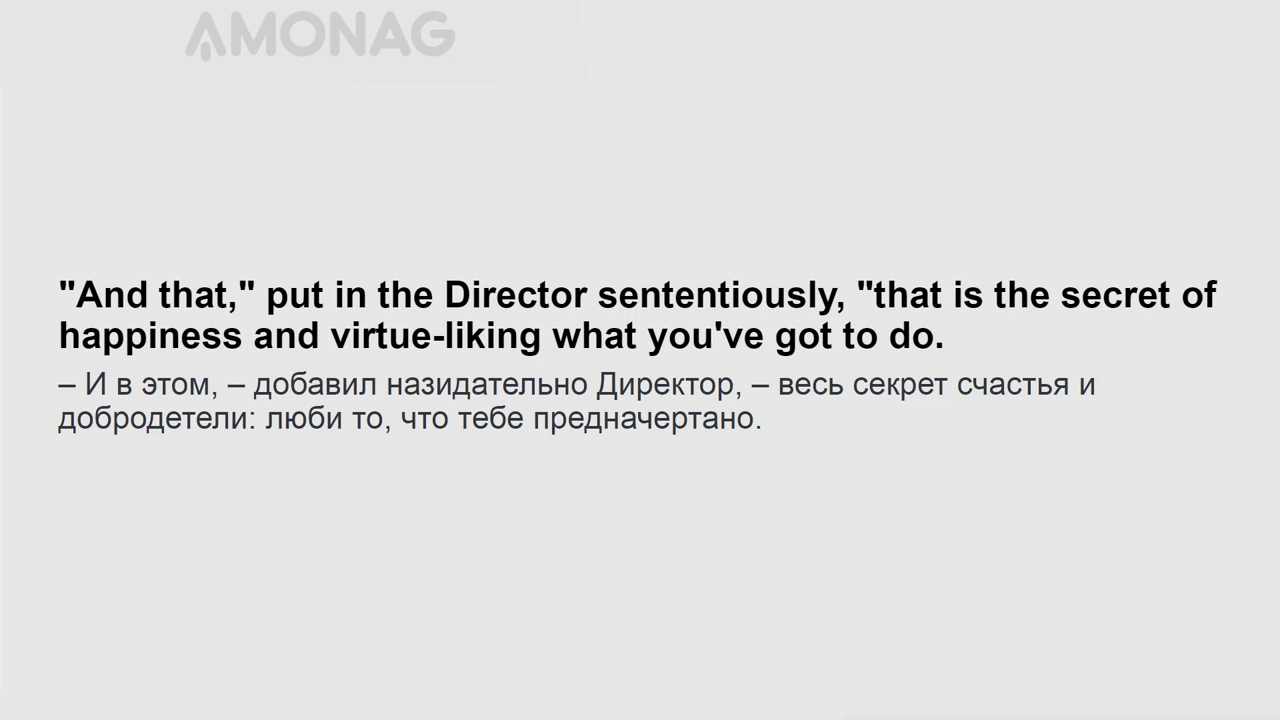 AMONAG
"And that," put in the Director sententiously, "that is the secret of
happiness and virtue-liking what you've got to do.
– И в этом, – добавил назидательно Директор, – весь секрет счастья и
добродетели: люби то, что тебе предначертано.